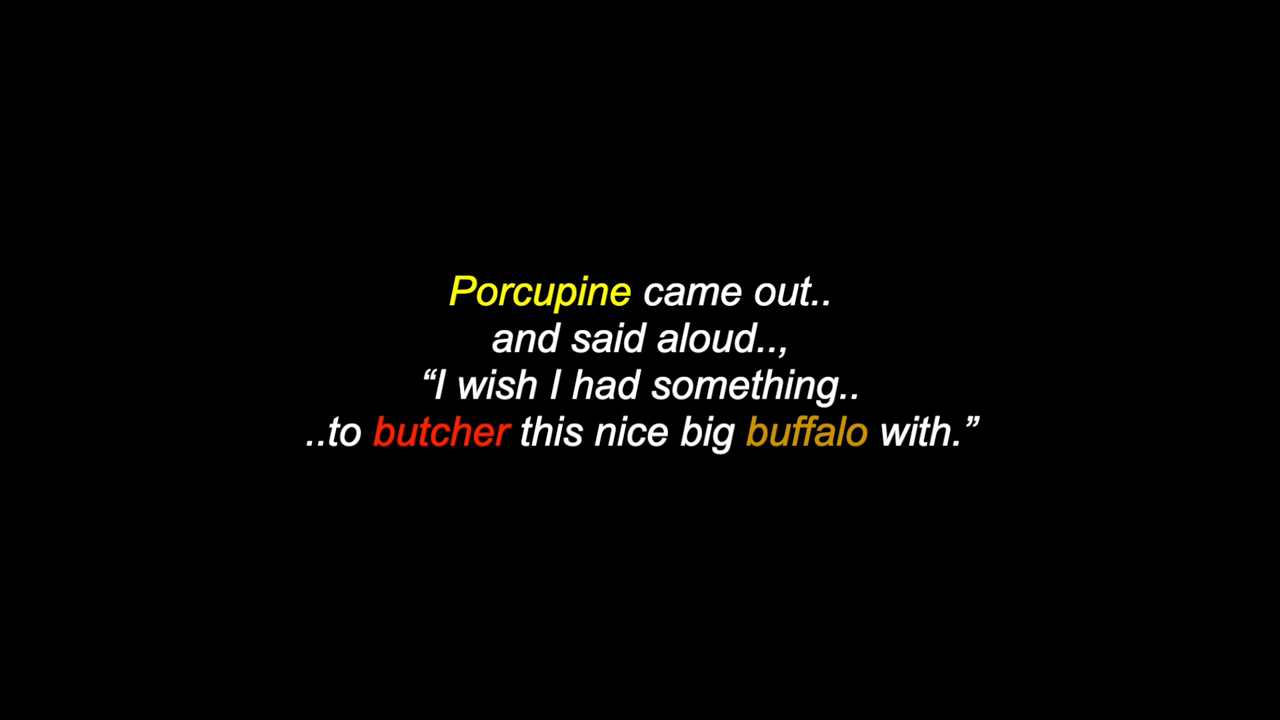 Porcupine came out..
and said aloud..,
“I wish I had something..
..to butcher this nice big buffalo with.”